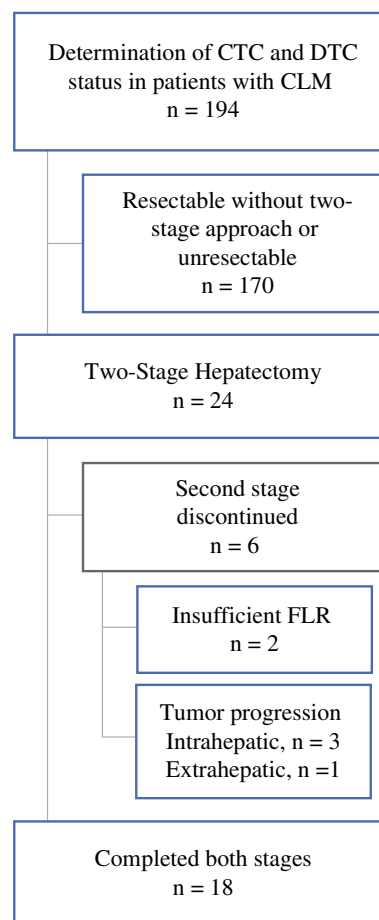 Determination of CTC and DTC
status in patients with CLM
n = 194
Resectable without two-
stage approach or
unresectable
n = 170
Two-Stage Hepatectomy
n = 24
Second stage
discontinued
n = 6
Insufficient FLR
n = 2
Tumor progression
Intrahepatic, n = 3
Extrahepatic, n =1
Completed both stages
n = 18